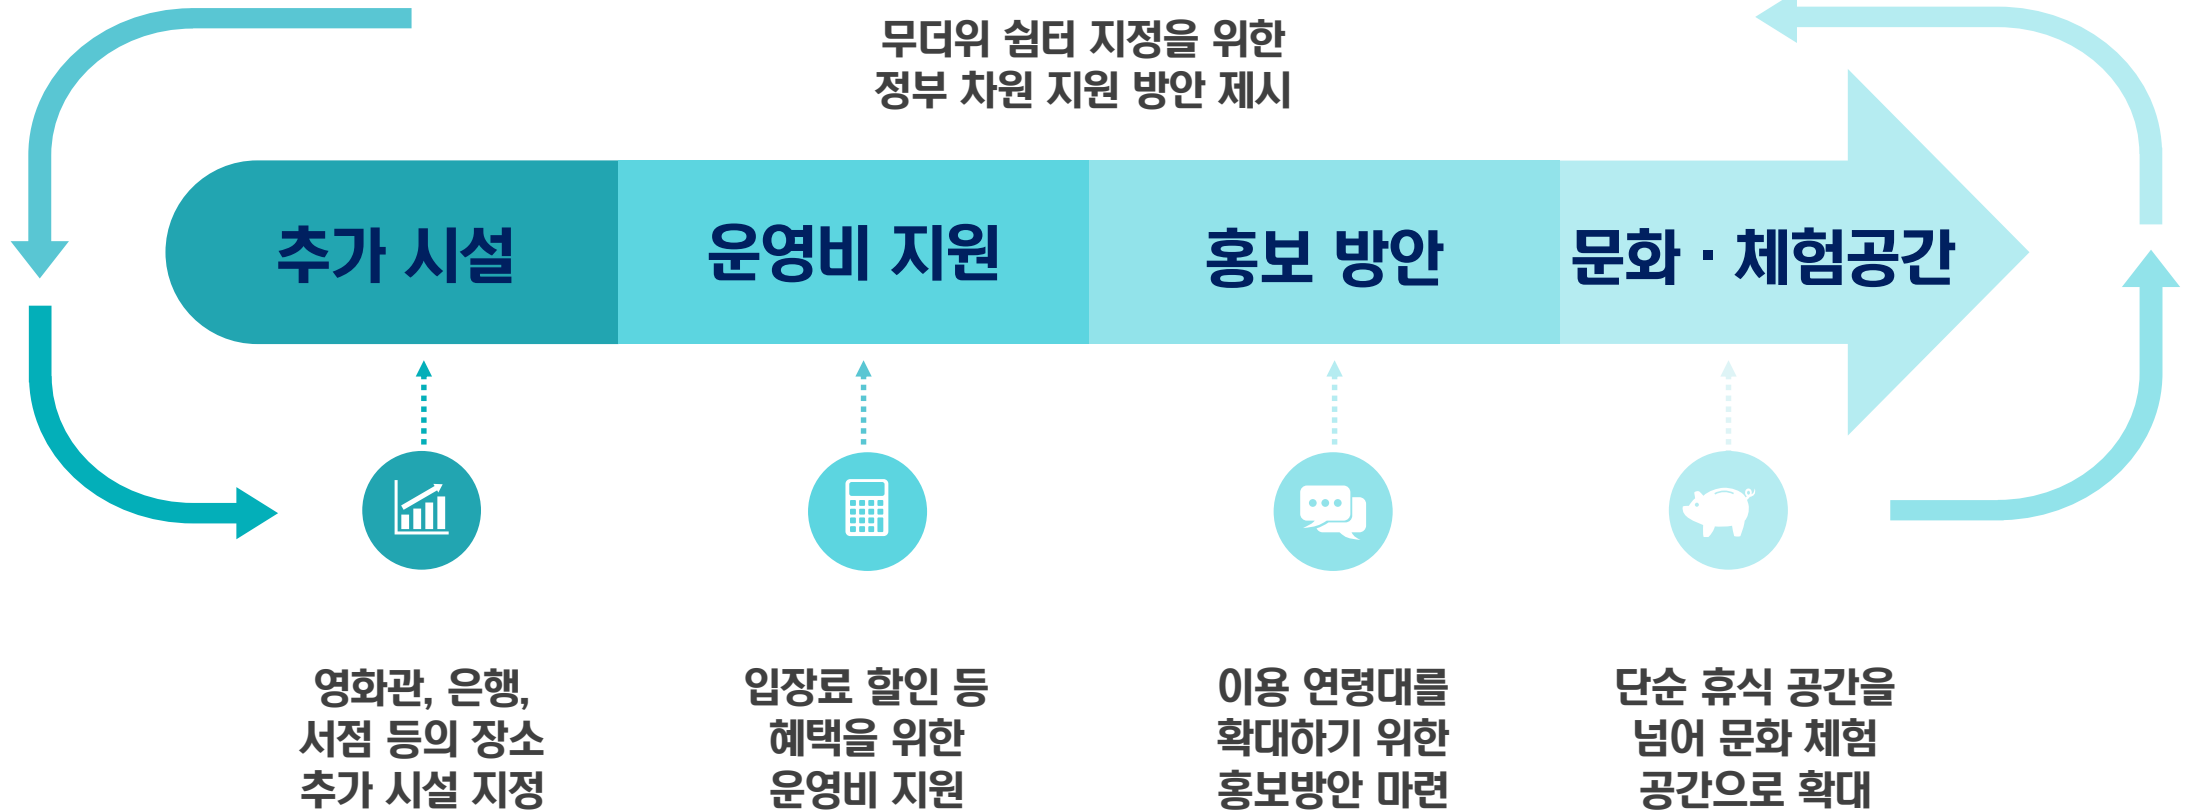 무더위 쉼터 지정을 위한
정부 차원 지원 방안 제시
추가 시설
운영비 지원
홍보 방안
문화 · 체험공간
영화관, 은행,
서점 등의 장소
추가 시설 지정
입장료 할인 등
혜택을 위한
운영비 지원
이용 연령대를
확대하기 위한
홍보방안 마련
단순 휴식 공간을
넘어 문화 체험
공간으로 확대